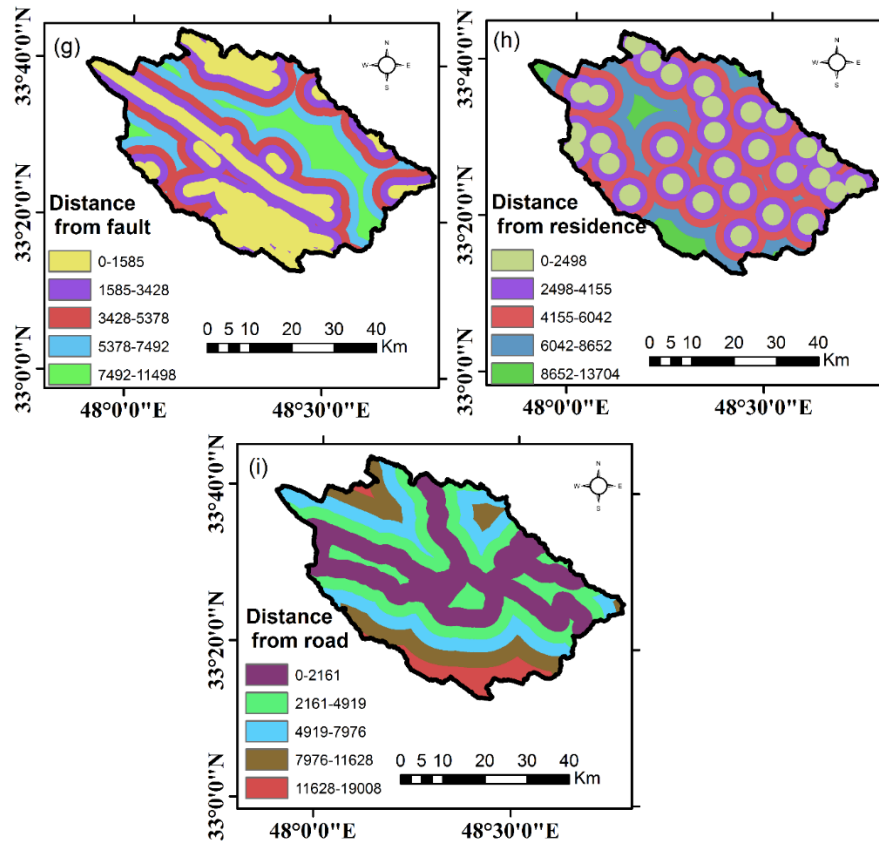 (g)
N
W E
S
33°40'0"N
33°20'0"N
33°0'0"N
Distance
from fault
0-1585
1585-3428
3428-5378
5378-7492
7492-11498
0 5 10 20 30 40
Km
48°0'0"E 48°30'0"E
(h)
N
W E
S
33°40'0"N
33°20'0"N
33°0'0"N
Distance
from residence
0-2498
2498-4155
4155-6042
6042-8652
8652-13704
0 5 10 20 30 40
Km
48°0'0"E 48°30'0"E
(i)
N
W E
S
33°40'0"N
33°20'0"N
33°0'0"N
Distance
from road
0-2161
2161-4919
4919-7976
7976-11628
11628-19008
0 5 10 20 30 40
Km
48°0'0"E 48°30'0"E